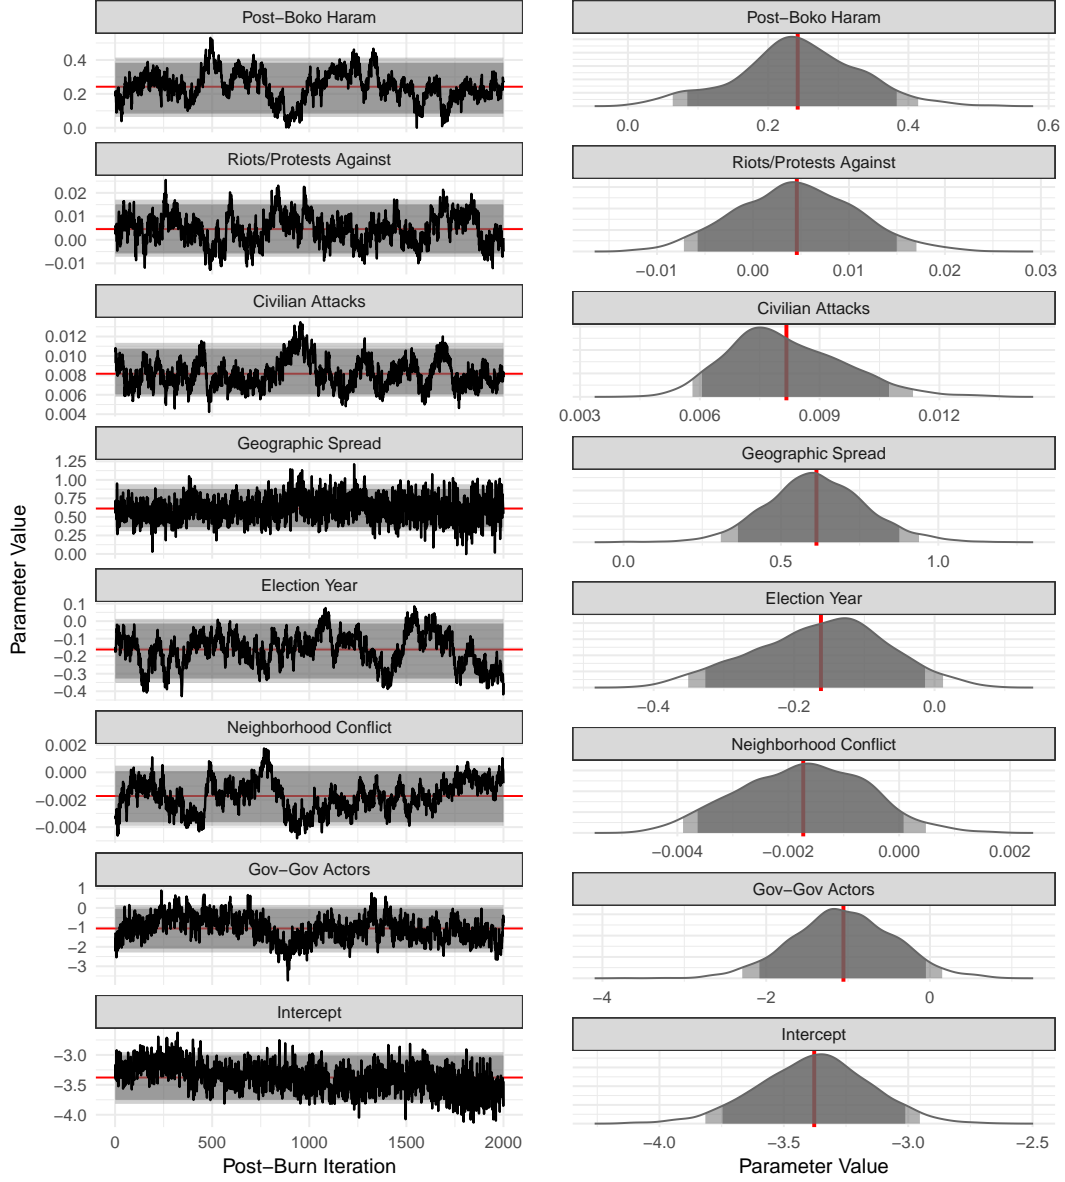 Post−Boko Haram
0.4
0.2
0.0
Riots/Protests Against
0.02
0.01
0.00
−0.01
Civilian Attacks
0.012
0.010
0.008
0.006
0.004
Geographic Spread
1.25
1.00
0.75
0.50
0.25
0.00
Election Year
0.1
0.0
−0.1
−0.2
−0.3
−0.4
Neighborhood Conflict
0.002
0.000
−0.002
−0.004
Gov−Gov Actors
1
0
−1
−2
−3
Intercept
−3.0
−3.5
−4.0
0 500 1000 1500 2000
Post−Burn Iteration
Parameter Value
Post−Boko Haram
0.0 0.2 0.4 0.6
Riots/Protests Against
−0.01 0.00 0.01 0.02 0.03
Civilian Attacks
0.003 0.006 0.009 0.012
Geographic Spread
0.0 0.5 1.0
Election Year
−0.4 −0.2 0.0
Neighborhood Conflict
−0.004 −0.002 0.000 0.002
Gov−Gov Actors
−4 −2 0
Intercept
−4.0 −3.5 −3.0 −2.5
Parameter Value